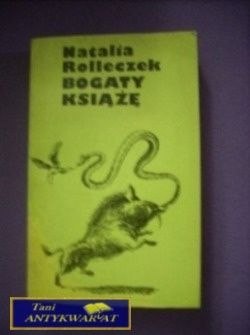 Natalia
Rolleczek
BOGATY
KSIĄŻĘ
Tani
ANTYKWARIAT